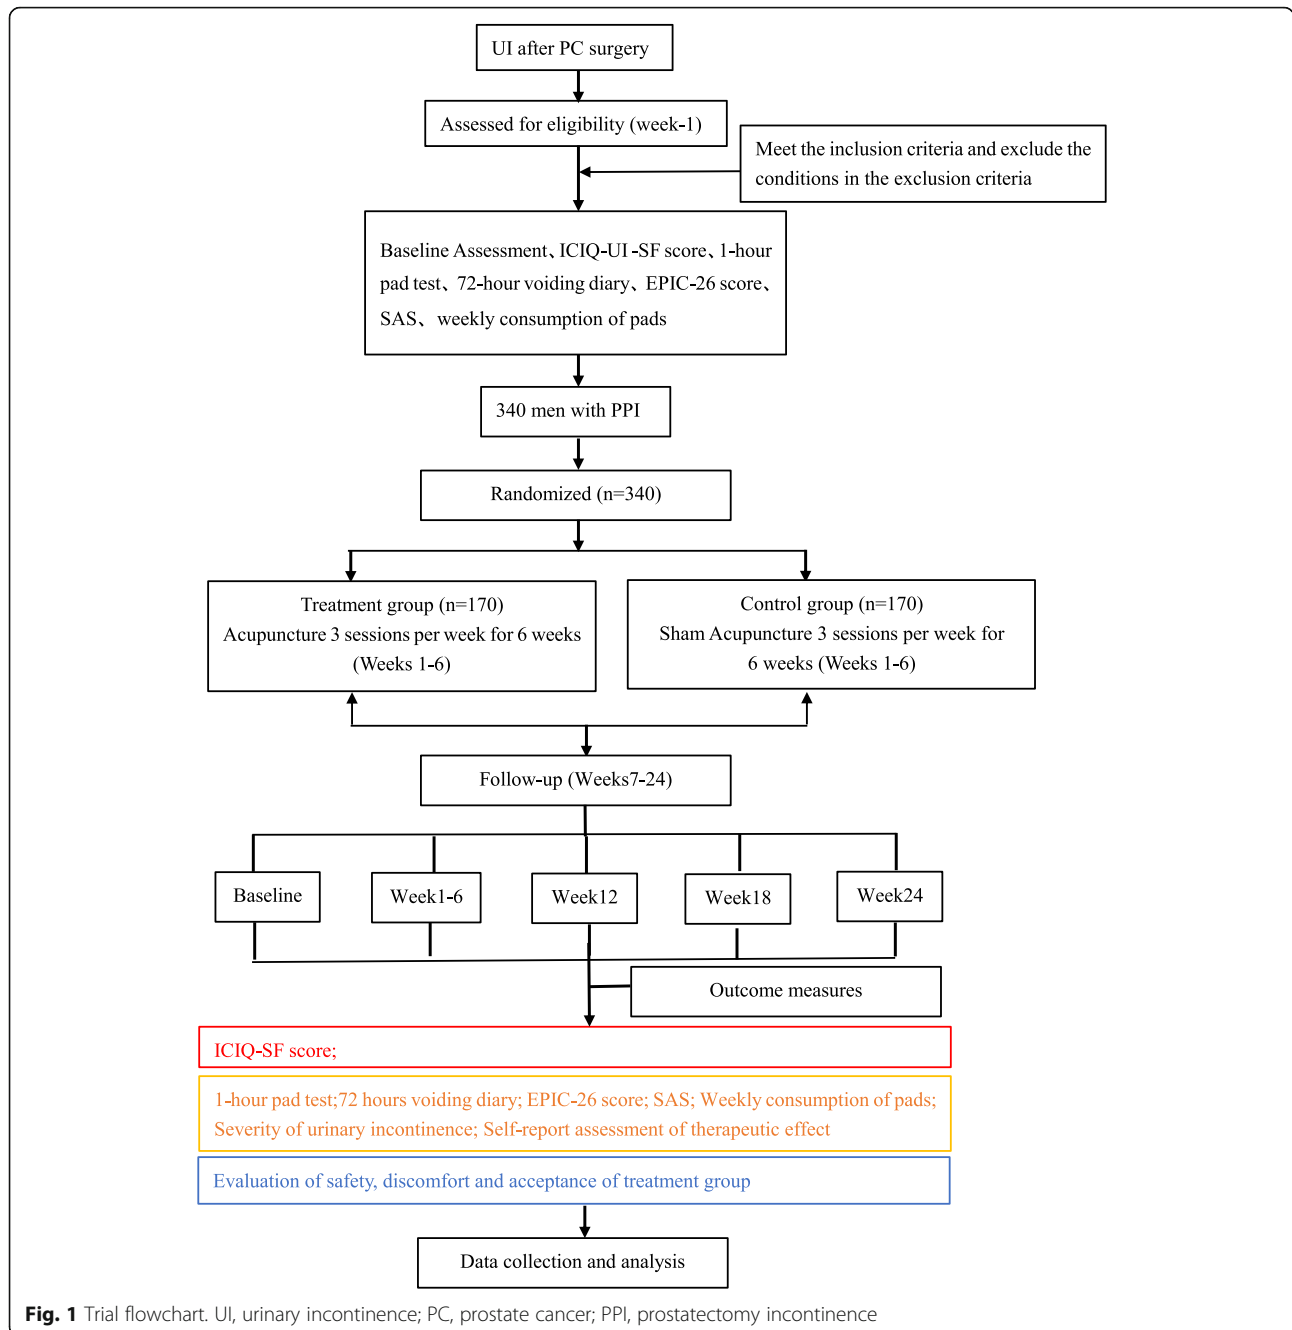 UI after PC surgery
Assessed for eligibility (week-1)
Meet the inclusion criteria and exclude the
conditions in the exclusion criteria
Baseline Assessment、ICIQ-UI -SF score、1-hour
pad test、72-hour voiding diary、EPIC-26 score、
SAS、weekly consumption of pads
340 men with PPI
Randomized (n=340)
Treatment group (n=170)
Acupuncture 3 sessions per week for 6 weeks
(Weeks 1-6)
Control group (n=170)
Sham Acupuncture 3 sessions per week for
6 weeks (Weeks 1-6)
Follow-up (Weeks7-24)
Baseline
Week1-6
Week12
Week18
Week24
Outcome measures
ICIQ-SF score;
1-hour pad test;72 hours voiding diary; EPIC-26 score; SAS; Weekly consumption of pads;
Severity of urinary incontinence; Self-report assessment of therapeutic effect
Evaluation of safety, discomfort and acceptance of treatment group
Data collection and analysis
Fig. 1 Trial flowchart. UI, urinary incontinence; PC, prostate cancer; PPI, prostatectomy incontinence